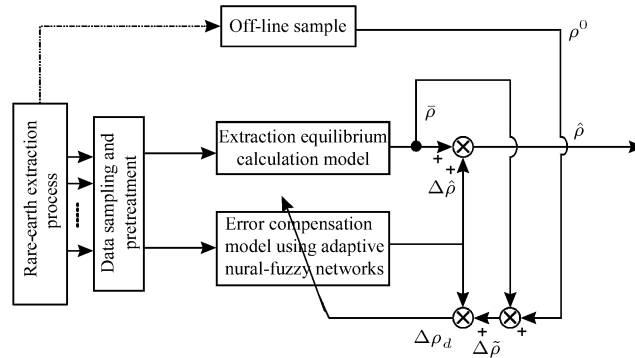 Off-line sample
ρ⁰
Rare-earth extraction
process
Data sampling and
pretreatment
Extraction equilibrium
calculation model
ρ̄
ρ̂
+
+
Δρ̂
Error compensation
model using adaptive
nural-fuzzy networks
Δρ_d
+
Δρ̃
+